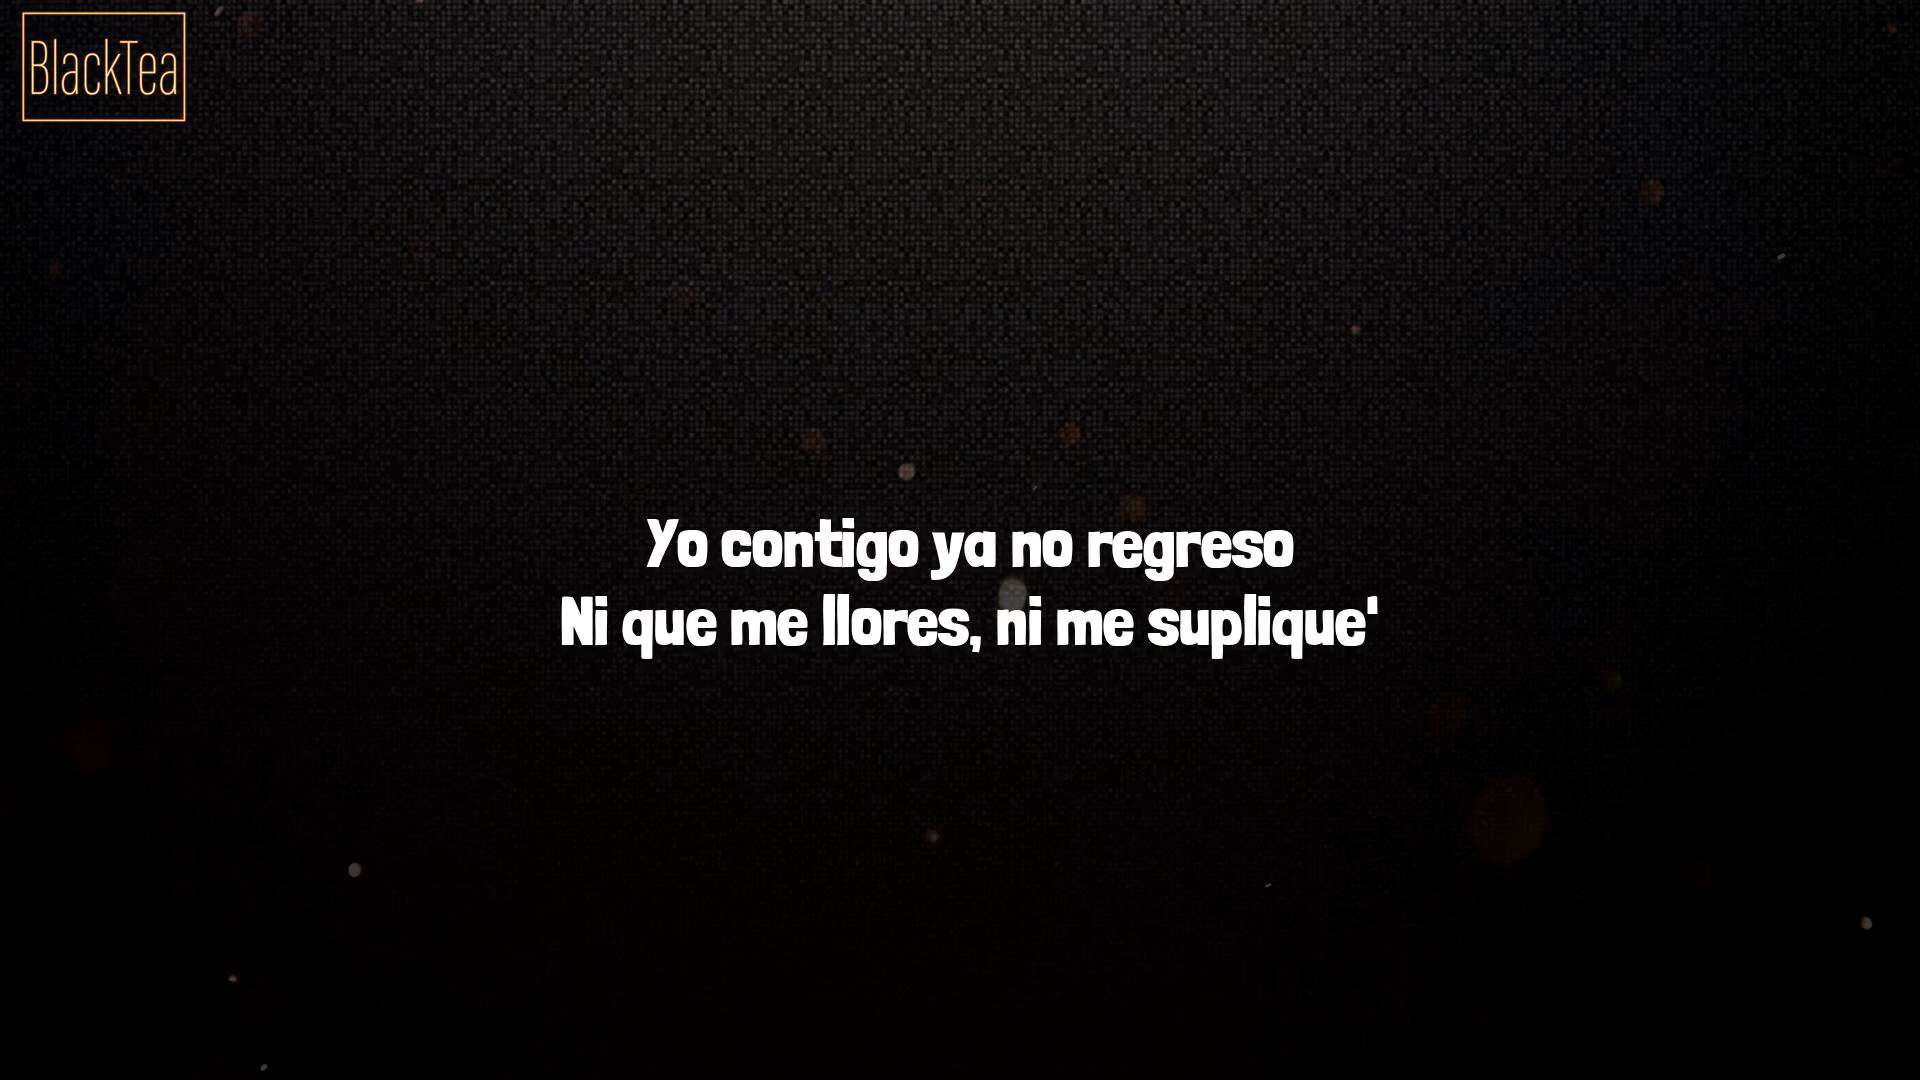 BlackTea
Yo contigo ya no regreso
Ni que me llores, ni me suplique'